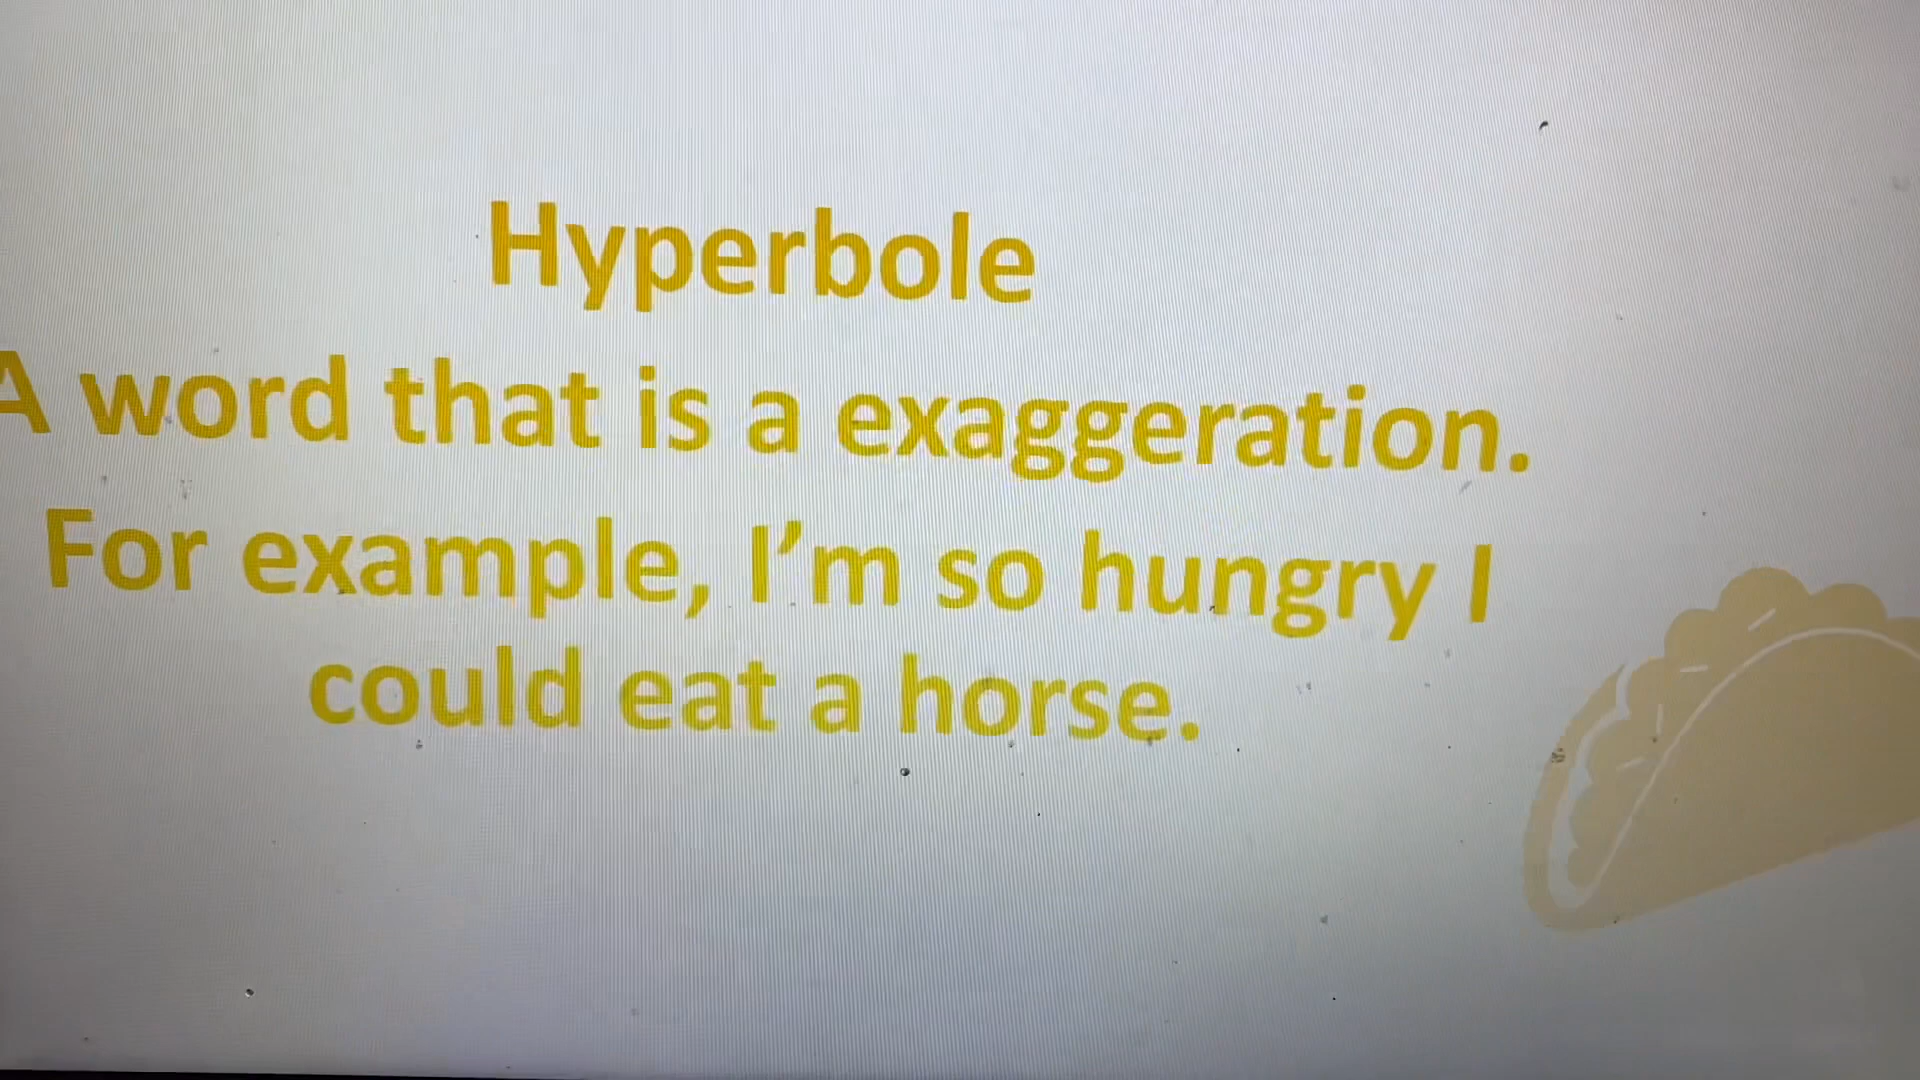 Hyperbole
A word that is a exaggeration.
For example, I'm so hungry I
could eat a horse.